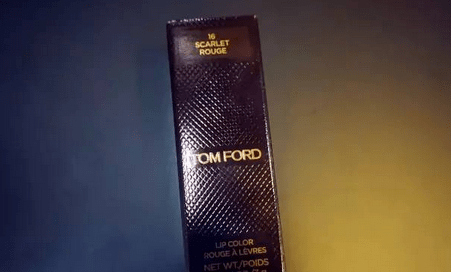 16
SCARLET
ROUGE
TOM FORD
LIP COLOR
ROUGE À LÈVRES
NET WT./POIDS